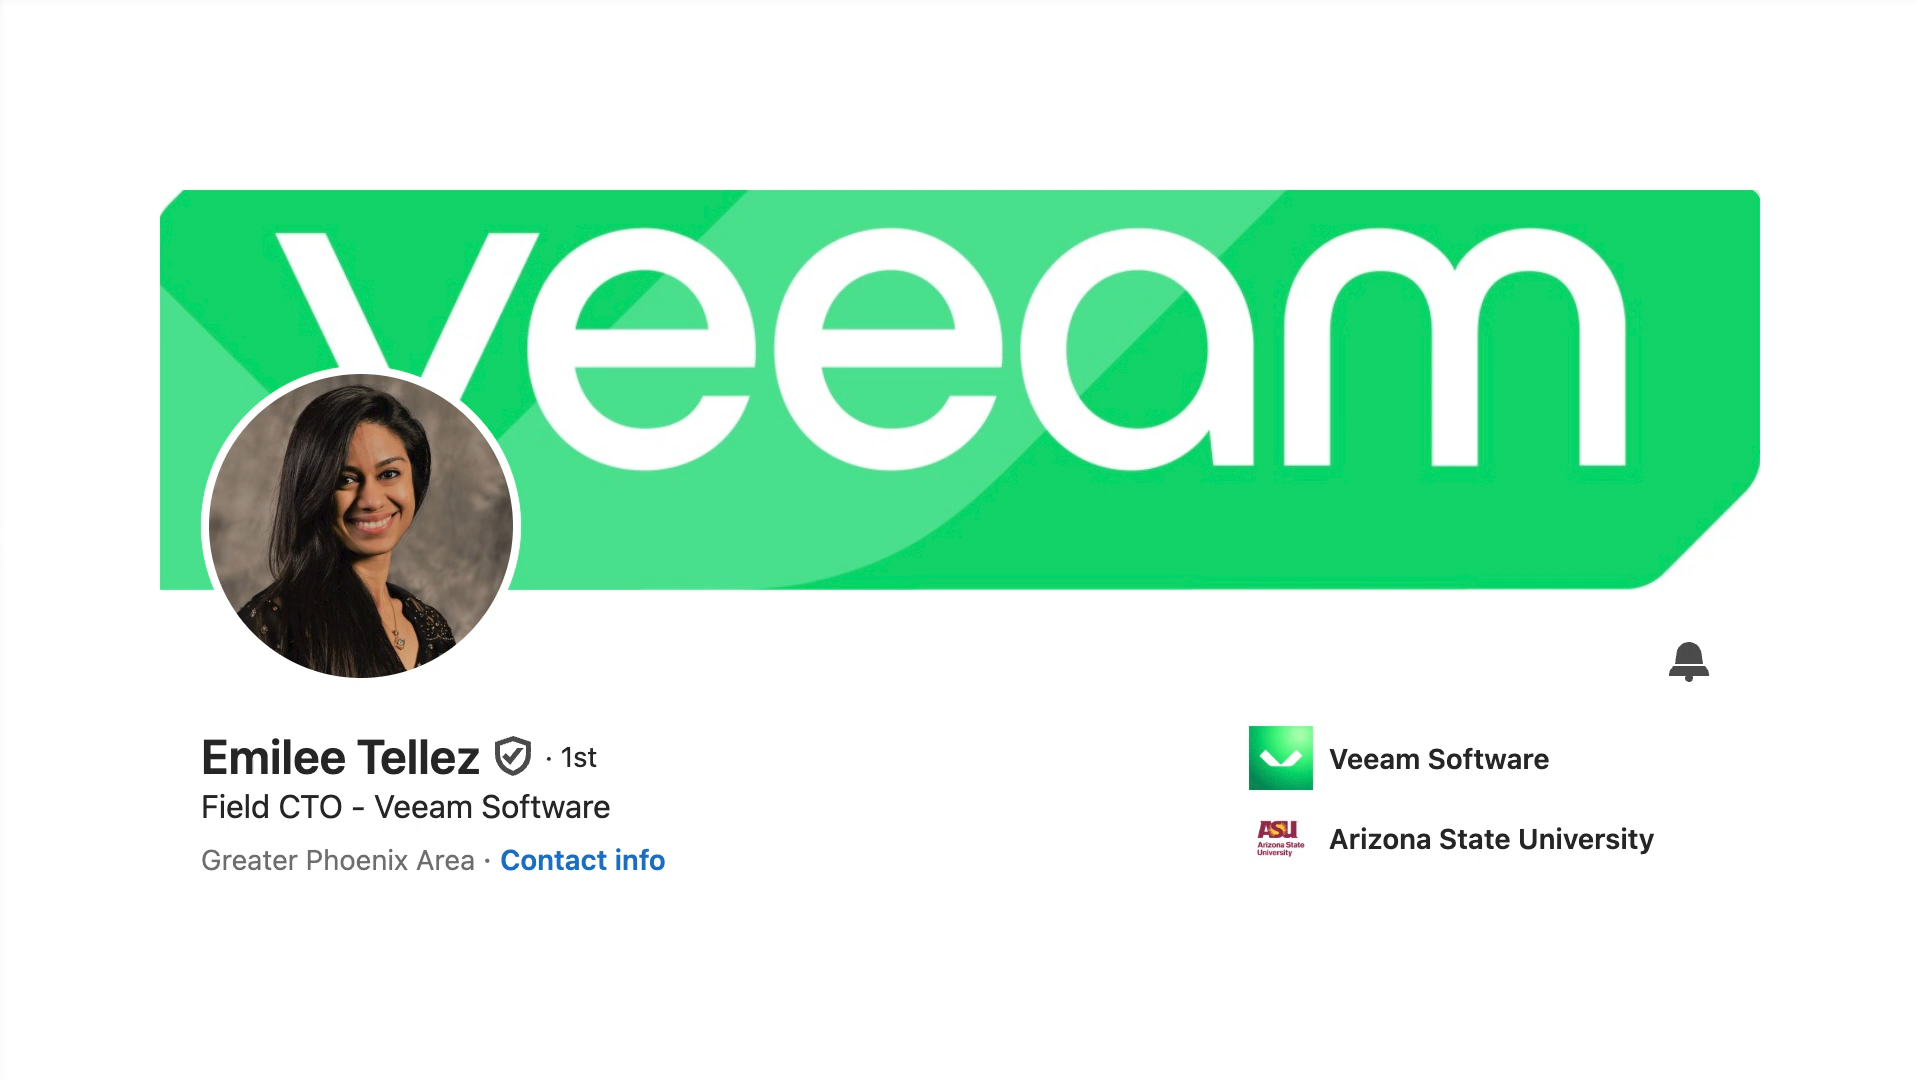 veeam
Emilee Tellez · 1st
Field CTO - Veeam Software
Greater Phoenix Area · Contact info
Veeam Software
ASU
Arizona State
University
Arizona State University